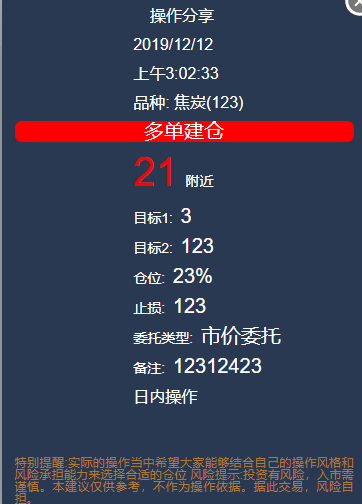 操作分享
2019/12/12
上午3:02:33
品种: 焦炭(123)
多单建仓
21 附近
目标1: 3
目标2: 123
仓位: 23%
止损: 123
委托类型: 市价委托
备注: 12312423
日内操作
特别提醒:实际的操作当中希望大家能够结合自己的操作风格和
风险承担能力来选择合适的仓位 风险提示:投资有风险，入市需
谨慎。本建议仅供参考，不作为操作依据。据此交易，风险自
担。